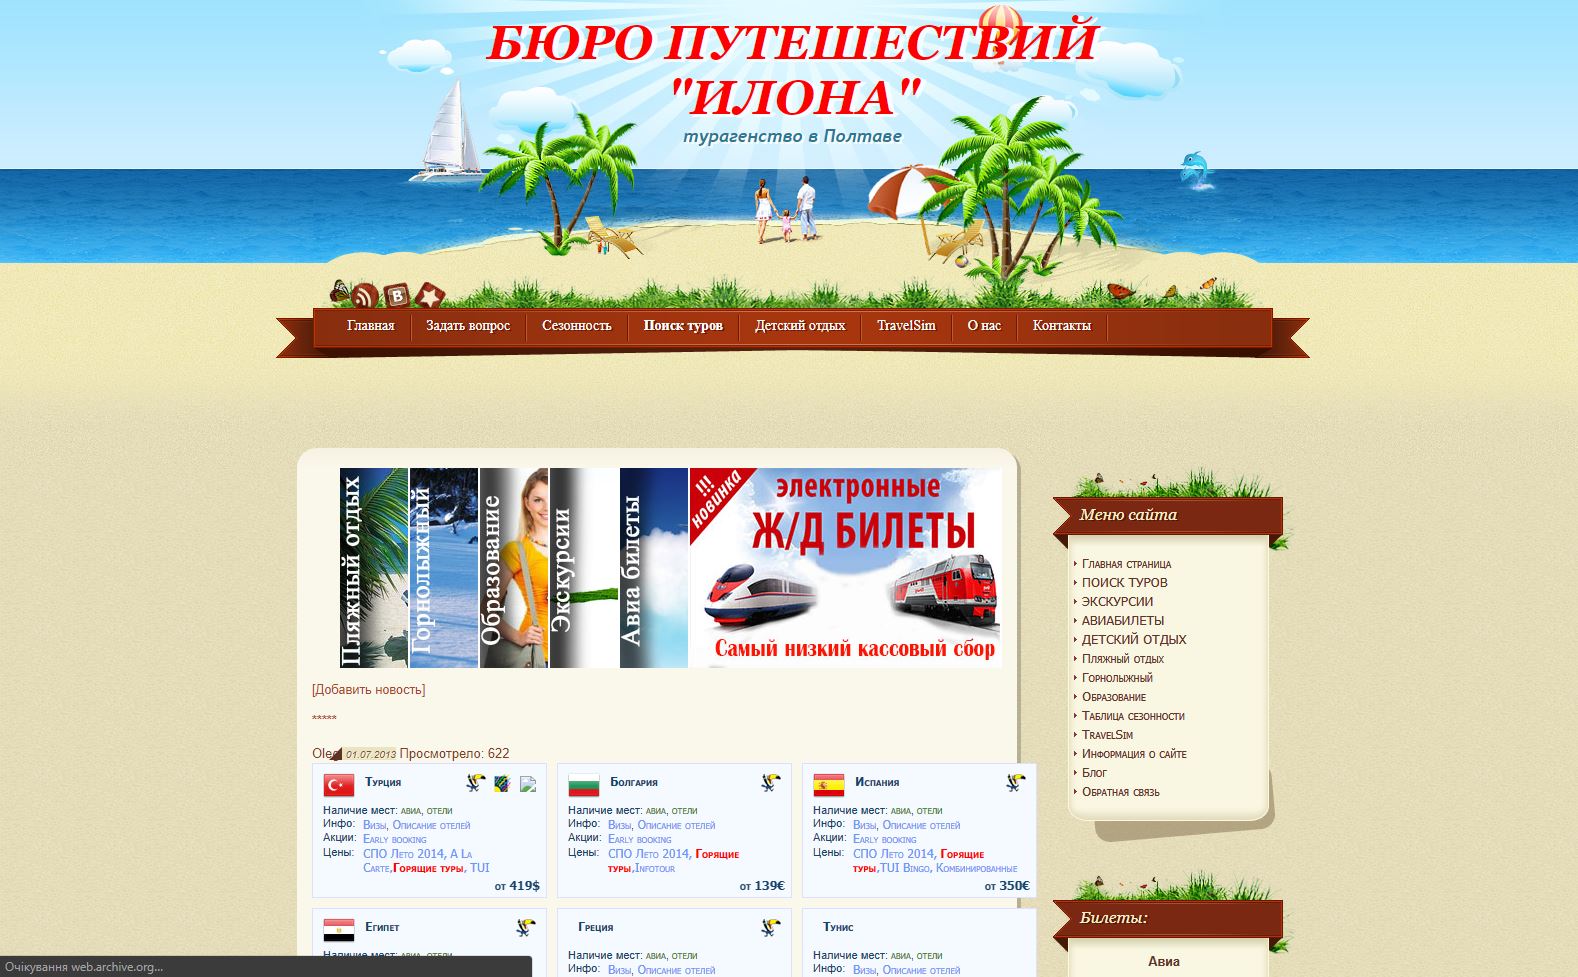 БЮРО ПУТЕШЕСТВИЙ
"ИЛОНА"
турагенство в Полтаве
B
Главная
Задать вопрос
Сезонность
Поиск туров
Детский отдых
TravelSim
О нас
Контакты
Пляжный отдых
Горнолыжный
Образование
Экскурсии
Авиа билеты
!!! новинка
электронные
Ж/Д БИЛЕТЫ
Самый низкий кассовый сбор
[Добавить новость]
*****
Oleg 01.07.2013 Просмотрело: 622
Турция
Наличие мест: авиа, отели
Инфо: Визы, Описание отелей
Акции: Early booking
Цены: СПО Лето 2014, A La
Carte,Горящие туры, TUI
от 419$
Болгария
Наличие мест: авиа, отели
Инфо: Визы, Описание отелей
Акции: Early booking
Цены: СПО Лето 2014, Горящие
туры,Infotour
от 139€
Испания
Наличие мест: авиа, отели
Инфо: Визы, Описание отелей
Акции: Early booking
Цены: СПО Лето 2014, Горящие
туры,TUI Bingo, Комбинированные
от 350€
Египет
Наличие мест: авиа, отели
Греция
Наличие мест: авиа, отели
Инфо: Визы, Описание отелей
Тунис
Наличие мест: авиа, отели
Инфо: Визы, Описание отелей
Меню сайта
Главная страница
ПОИСК ТУРОВ
ЭКСКУРСИИ
АВИАБИЛЕТЫ
ДЕТСКИЙ ОТДЫХ
Пляжный отдых
Горнолыжный
Образование
Таблица сезонности
TravelSim
Информация о сайте
Блог
Обратная связь
Билеты:
Авиа
Очікування web.archive.org...